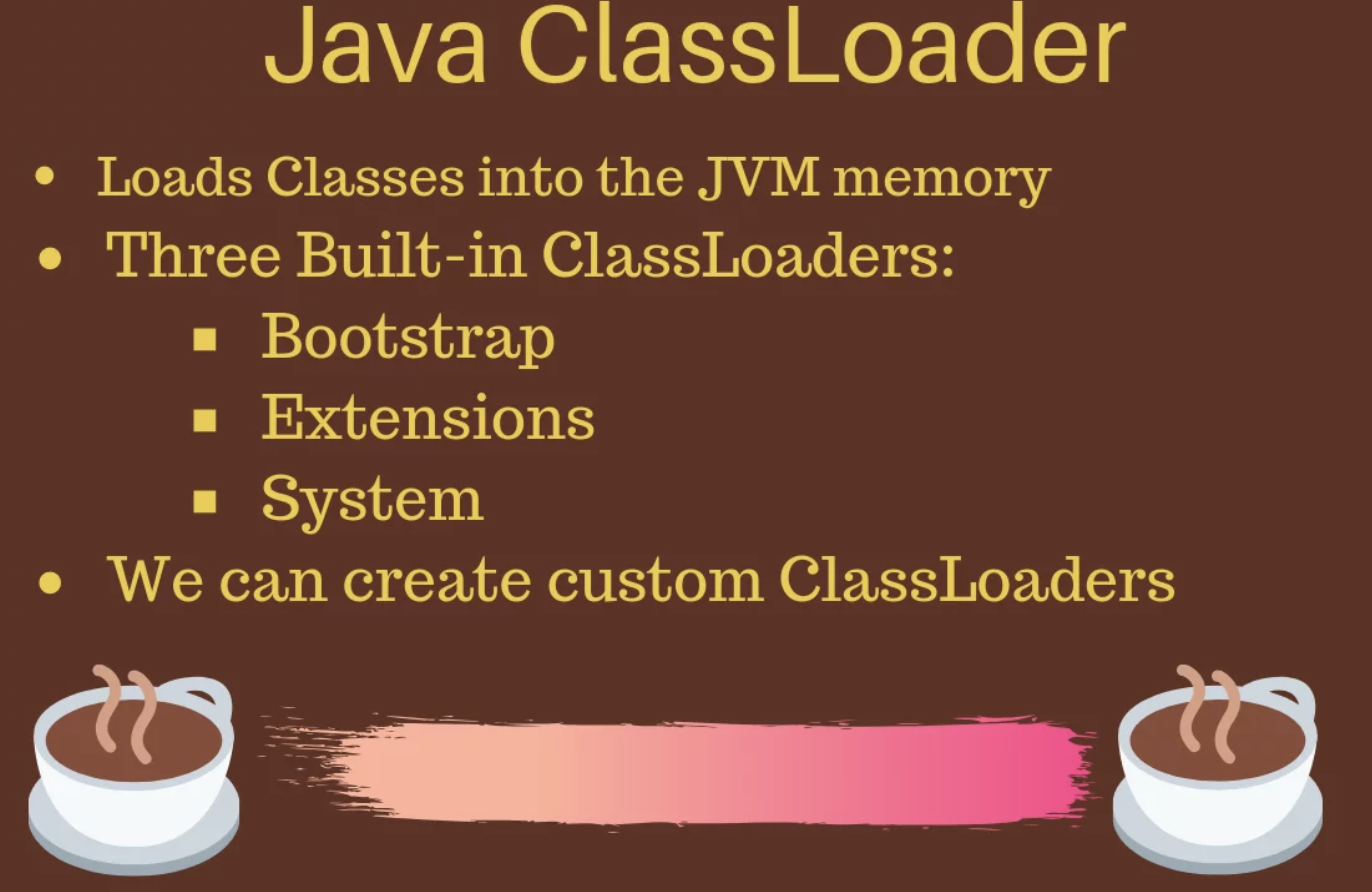 Java ClassLoader
• Loads Classes into the JVM memory
• Three Built-in ClassLoaders:
▪ Bootstrap
▪ Extensions
▪ System
• We can create custom ClassLoaders